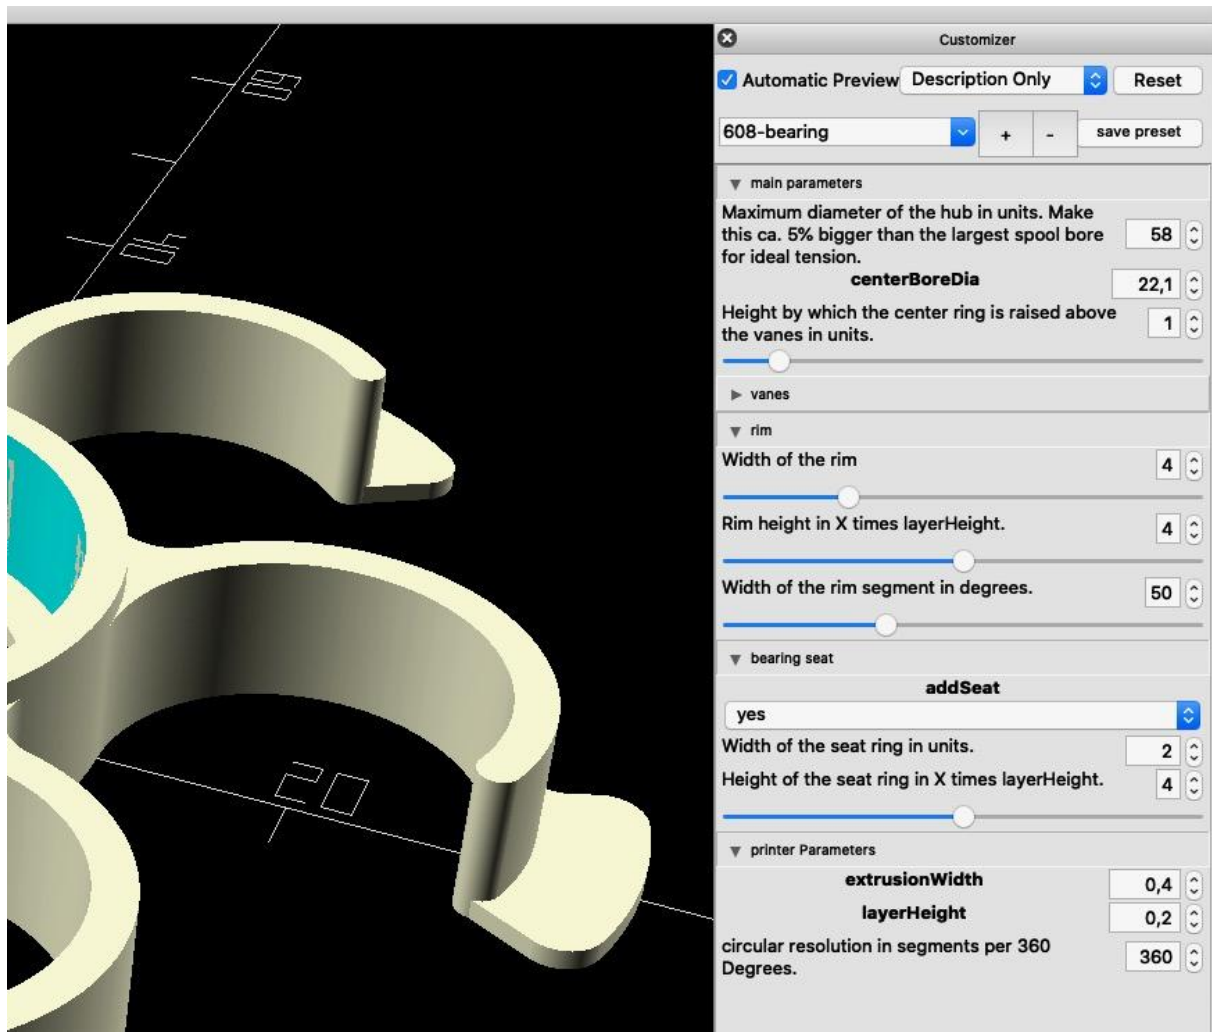 Customizer
Automatic Preview Description Only Reset
608-bearing + - save preset
main parameters
Maximum diameter of the hub in units. Make
this ca. 5% bigger than the largest spool bore
for ideal tension.
58
centerBoreDia 22,1
Height by which the center ring is raised above
the vanes in units.
1
vanes
rim
Width of the rim 4
Rim height in X times layerHeight. 4
Width of the rim segment in degrees. 50
bearing seat
addSeat
yes
Width of the seat ring in units. 2
Height of the seat ring in X times layerHeight. 4
printer Parameters
extrusionWidth 0,4
layerHeight 0,2
circular resolution in segments per 360
Degrees.
360
20